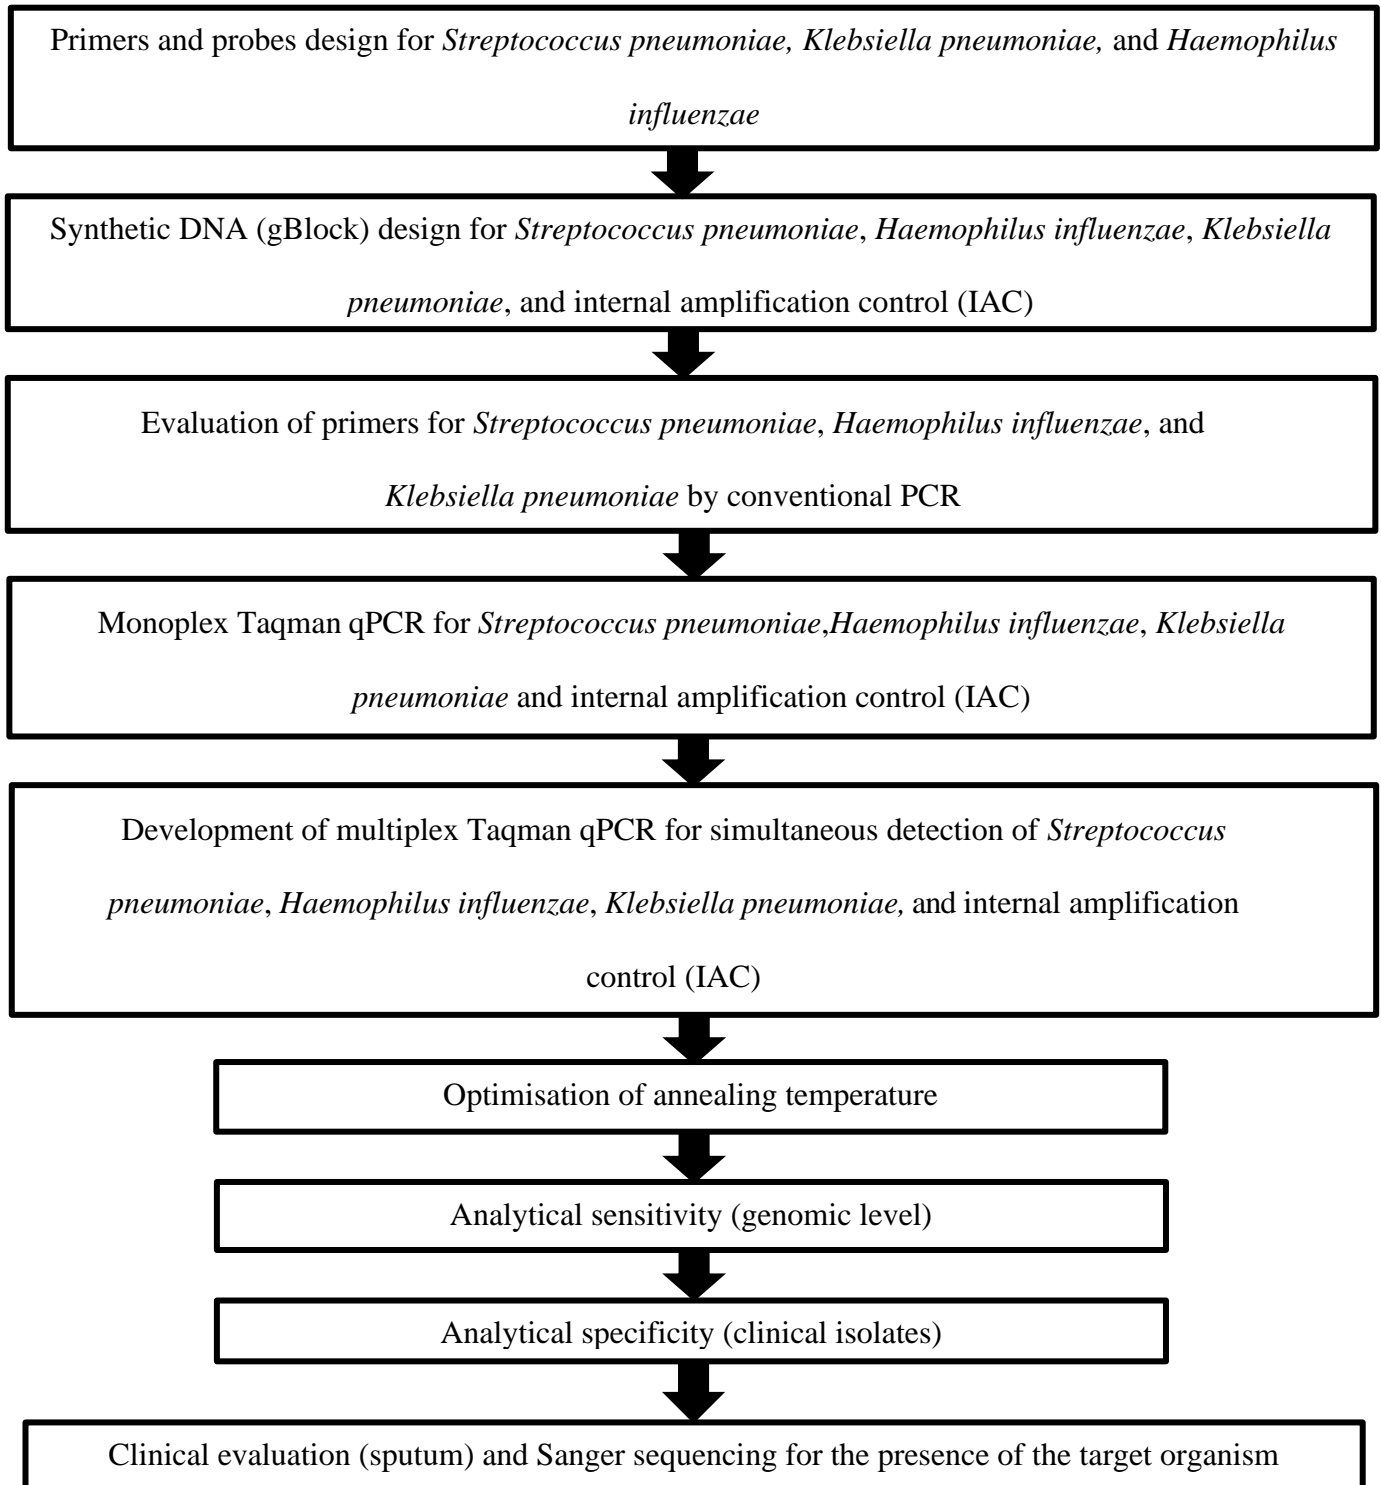 Primers and probes design for Streptococcus pneumoniae, Klebsiella pneumoniae, and Haemophilus
influenzae
Synthetic DNA (gBlock) design for Streptococcus pneumoniae, Haemophilus influenzae, Klebsiella
pneumoniae, and internal amplification control (IAC)
Evaluation of primers for Streptococcus pneumoniae, Haemophilus influenzae, and
Klebsiella pneumoniae by conventional PCR
Monoplex Taqman qPCR for Streptococcus pneumoniae,Haemophilus influenzae, Klebsiella
pneumoniae and internal amplification control (IAC)
Development of multiplex Taqman qPCR for simultaneous detection of Streptococcus
pneumoniae, Haemophilus influenzae, Klebsiella pneumoniae, and internal amplification
control (IAC)
Optimisation of annealing temperature
Analytical sensitivity (genomic level)
Analytical specificity (clinical isolates)
Clinical evaluation (sputum) and Sanger sequencing for the presence of the target organism